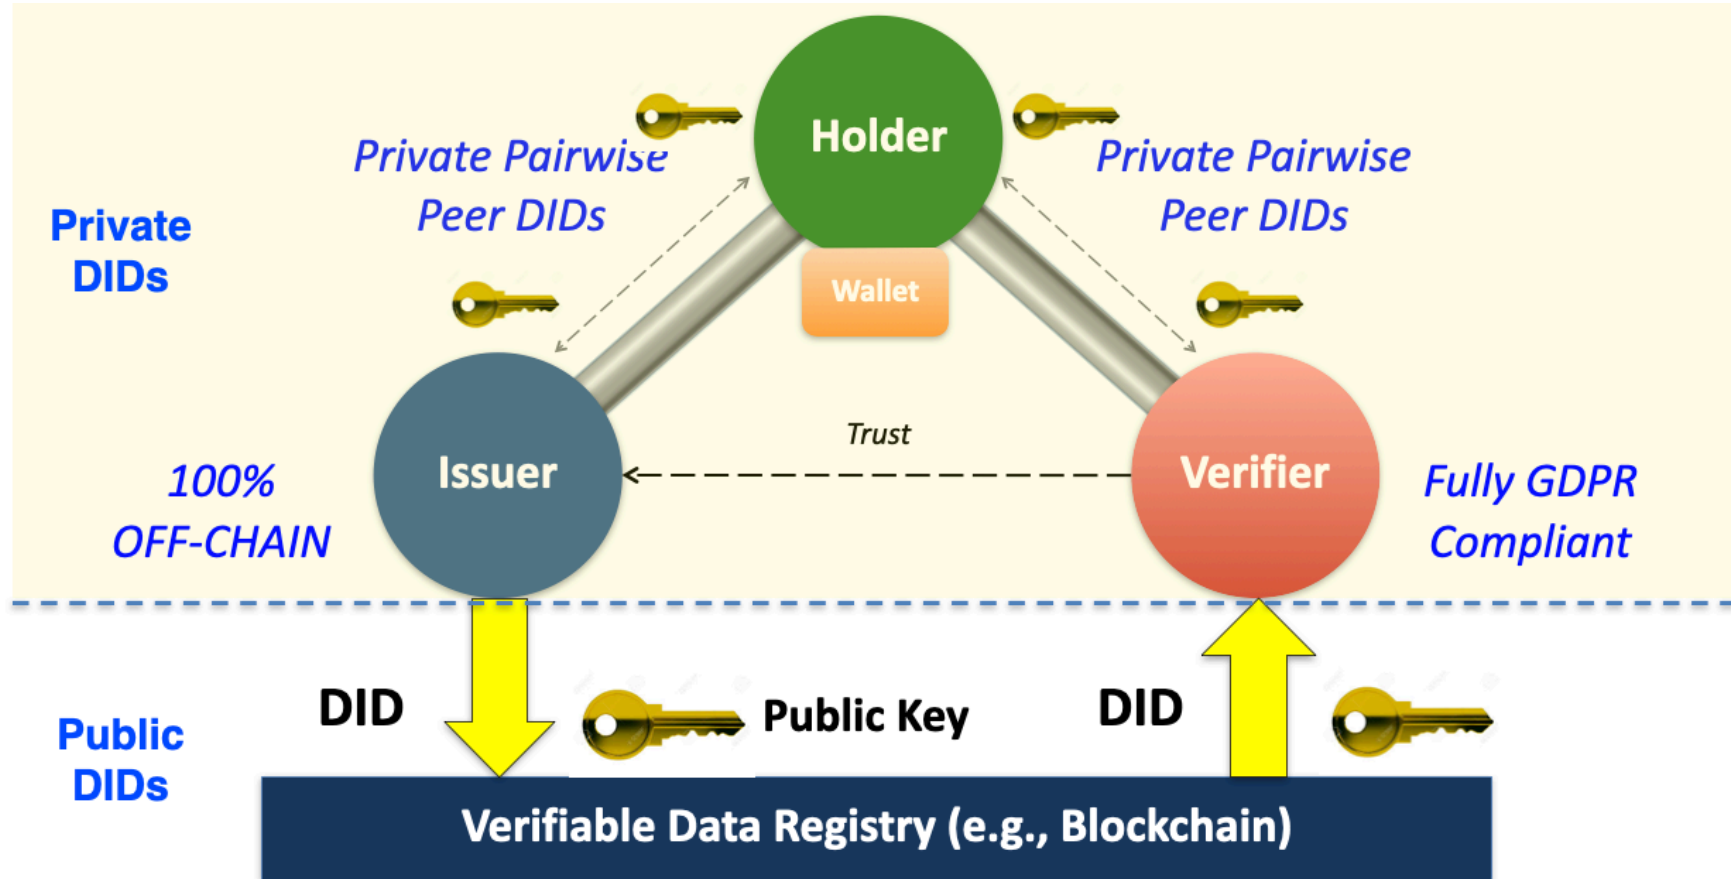 Holder
Private Pairwise
Peer DIDs
Private Pairwise
Peer DIDs
Private
DIDs
Wallet
Trust
Issuer
Verifier
100%
OFF-CHAIN
Fully GDPR
Compliant
DID
Public Key
DID
Public
DIDs
Verifiable Data Registry (e.g., Blockchain)